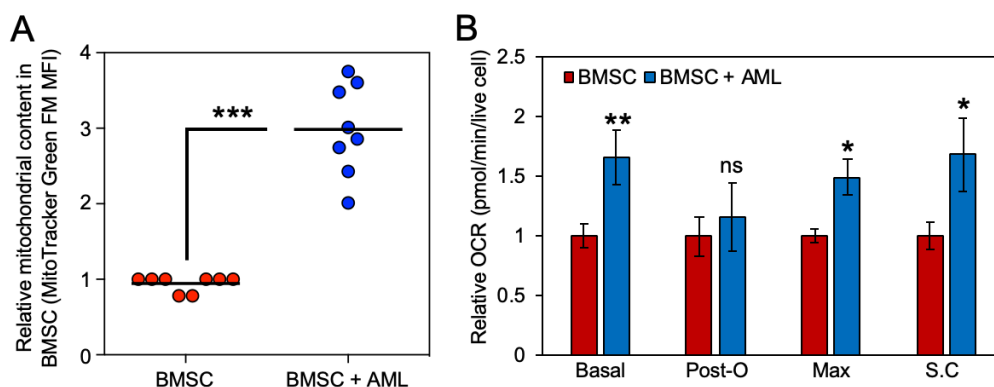 A
Relative mitochondrial content in
BMSC (MitoTracker Green FM MFI)
4
3
2
1
0
***
BMSC
BMSC + AML
B
Relative OCR (pmol/min/live cell)
2.5
2
1.5
1
0.5
0
BMSC
BMSC + AML
**
ns
*
*
Basal
Post-O
Max
S.C